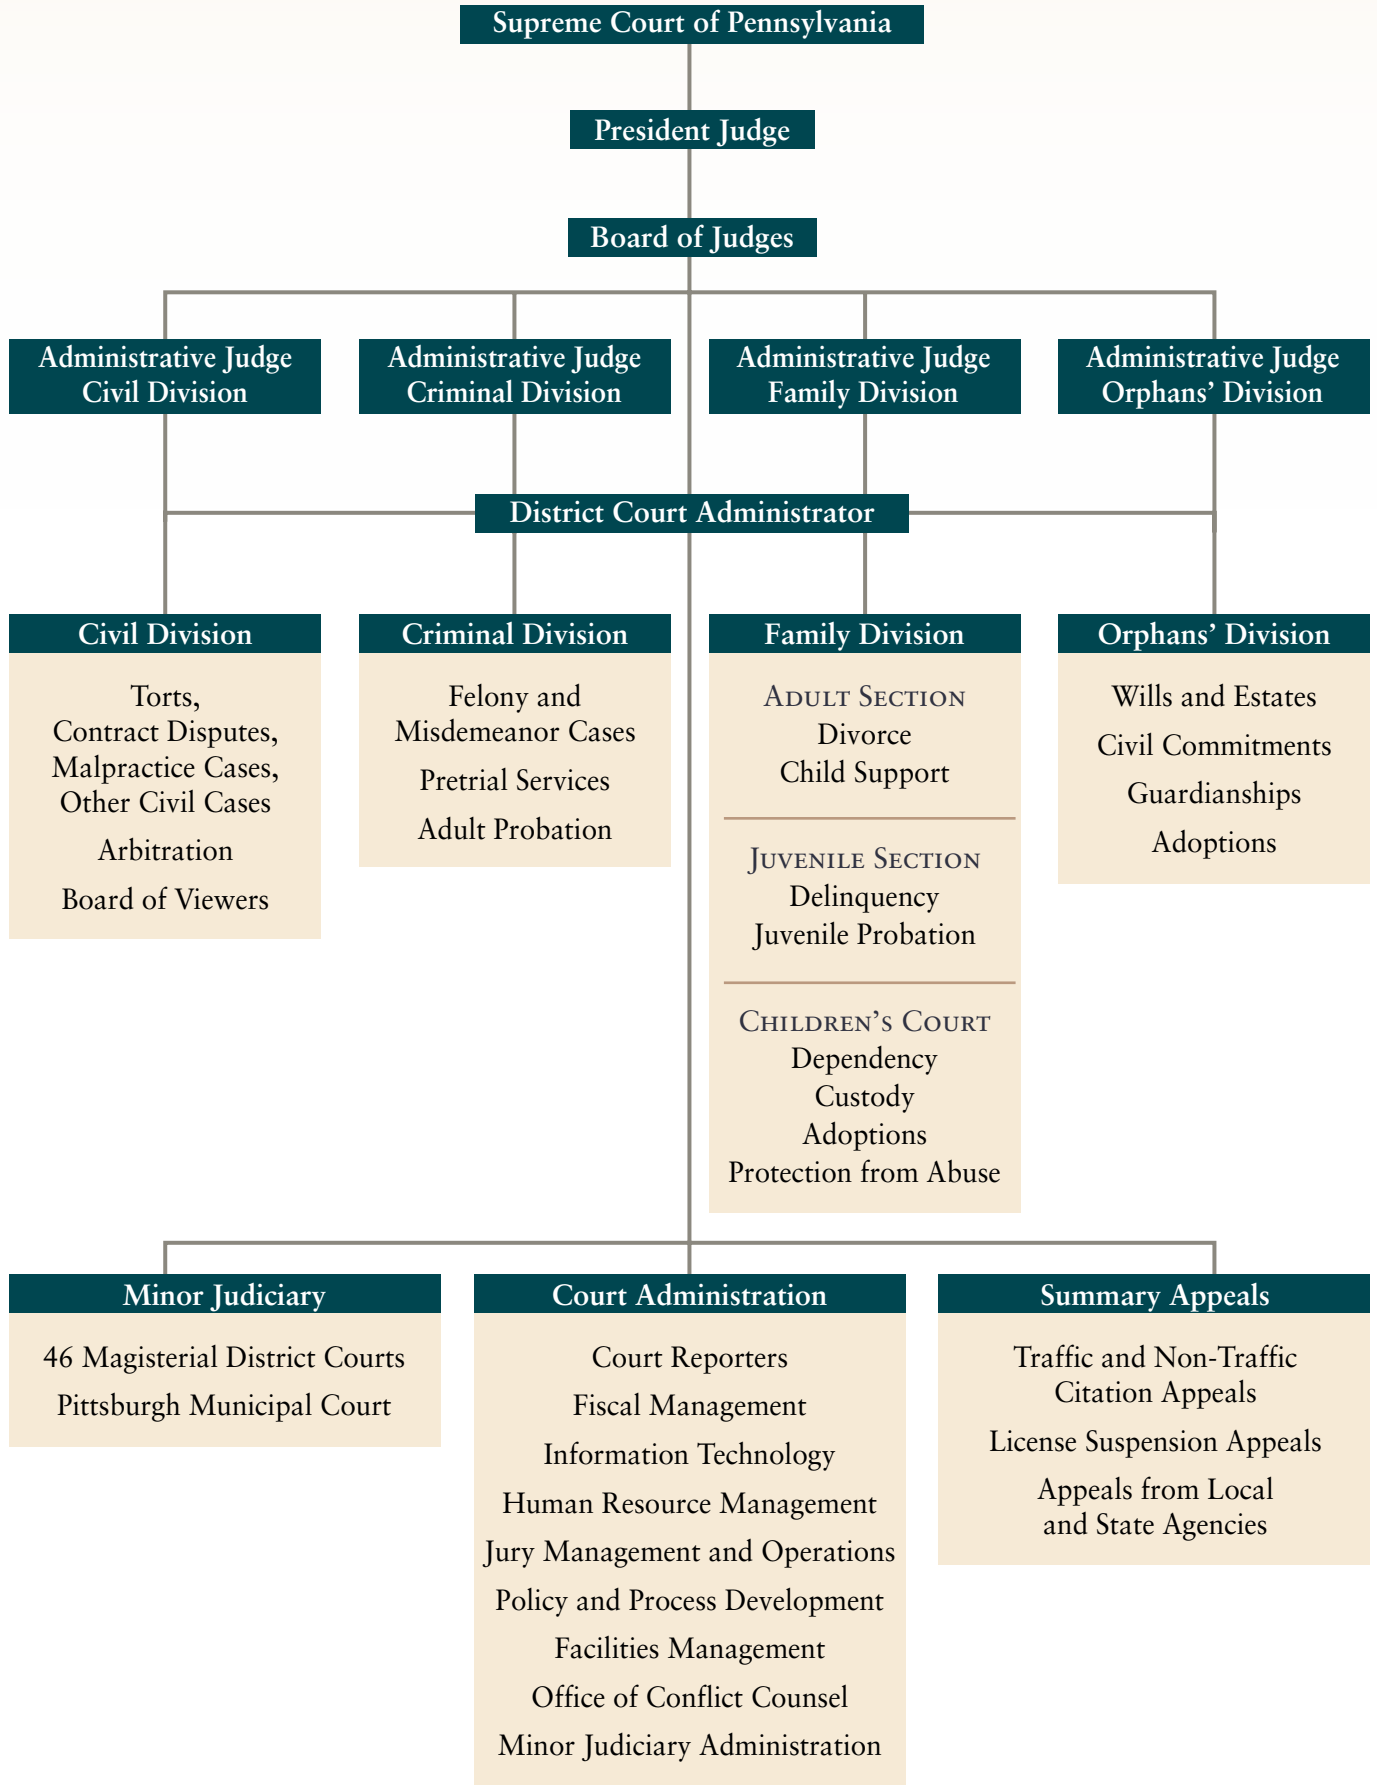 Supreme Court of Pennsylvania
President Judge
Board of Judges
Administrative Judge
Civil Division
Administrative Judge
Criminal Division
Administrative Judge
Family Division
Administrative Judge
Orphans’ Division
District Court Administrator
Civil Division
Torts,
Contract Disputes,
Malpractice Cases,
Other Civil Cases
Arbitration
Board of Viewers
Criminal Division
Felony and
Misdemeanor Cases
Pretrial Services
Adult Probation
Family Division
Adult Section
Divorce
Child Support
Juvenile Section
Delinquency
Juvenile Probation
Children’s Court
Dependency
Custody
Adoptions
Protection from Abuse
Orphans’ Division
Wills and Estates
Civil Commitments
Guardianships
Adoptions
Minor Judiciary
46 Magisterial District Courts
Pittsburgh Municipal Court
Court Administration
Court Reporters
Fiscal Management
Information Technology
Human Resource Management
Jury Management and Operations
Policy and Process Development
Facilities Management
Office of Conflict Counsel
Minor Judiciary Administration
Summary Appeals
Traffic and Non-Traffic
Citation Appeals
License Suspension Appeals
Appeals from Local
and State Agencies